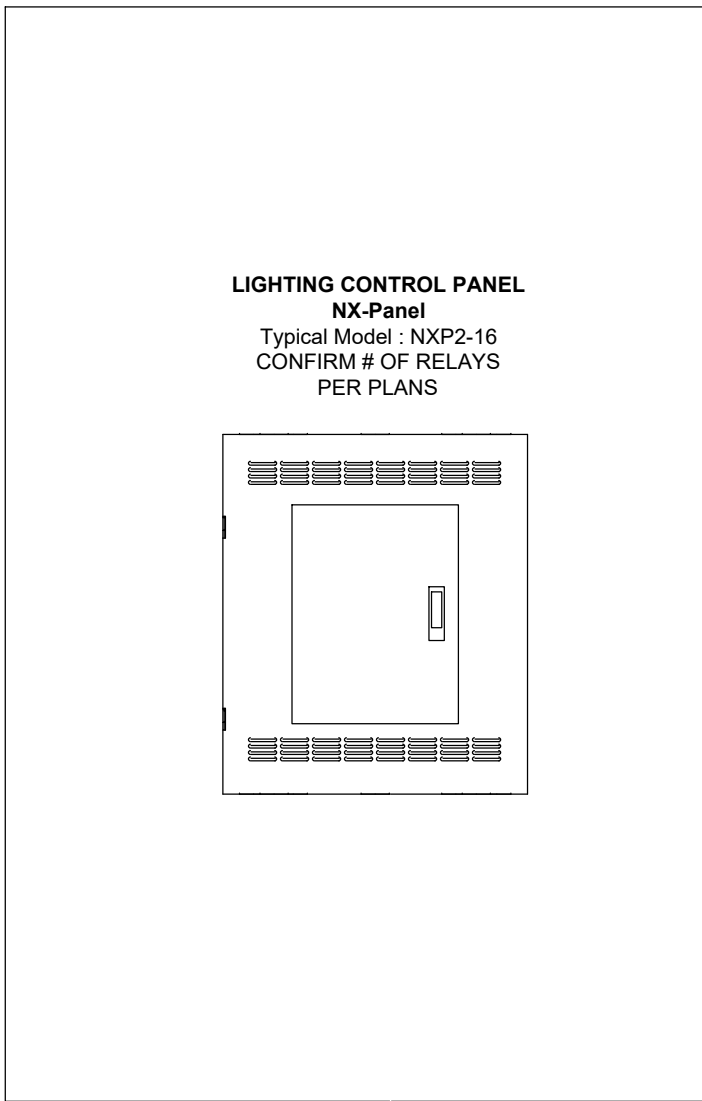 LIGHTING CONTROL PANEL
NX-Panel
Typical Model : NXP2-16
CONFIRM # OF RELAYS
PER PLANS